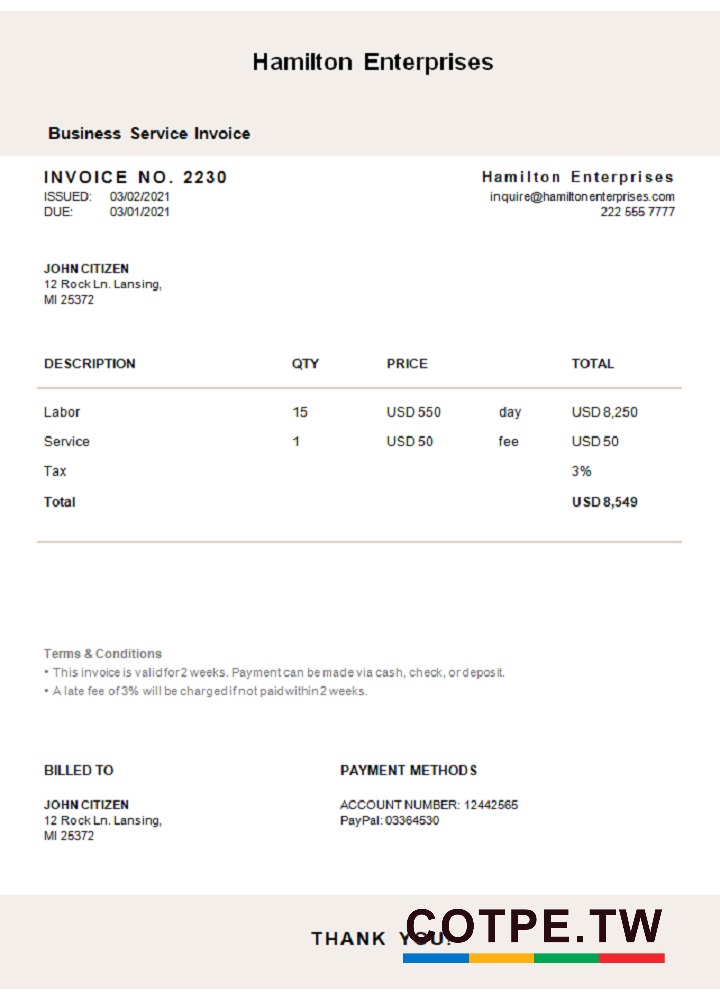 Hamilton Enterprises
Business Service Invoice
INVOICE NO. 2230
Hamilton Enterprises
ISSUED: 03/02/2021
inquire@hamiltonenterprises.com
DUE: 03/01/2021
222 555 7777
JOHN CITIZEN
12 Rock Ln. Lansing,
MI 25372
DESCRIPTION QTY PRICE TOTAL
Labor 15 USD 550 day USD 8,250
Service 1 USD 50 fee USD 50
Tax 3%
Total USD 8,549
Terms & Conditions
• This invoice is valid for 2 weeks. Payment can be made via cash, check, or deposit.
• A late fee of 3% will be charged if not paid within 2 weeks.
BILLED TO
PAYMENT METHODS
JOHN CITIZEN
12 Rock Ln. Lansing,
MI 25372
ACCOUNT NUMBER: 12442565
PayPal: 03364530
THANK YOU!
COTPE.TW